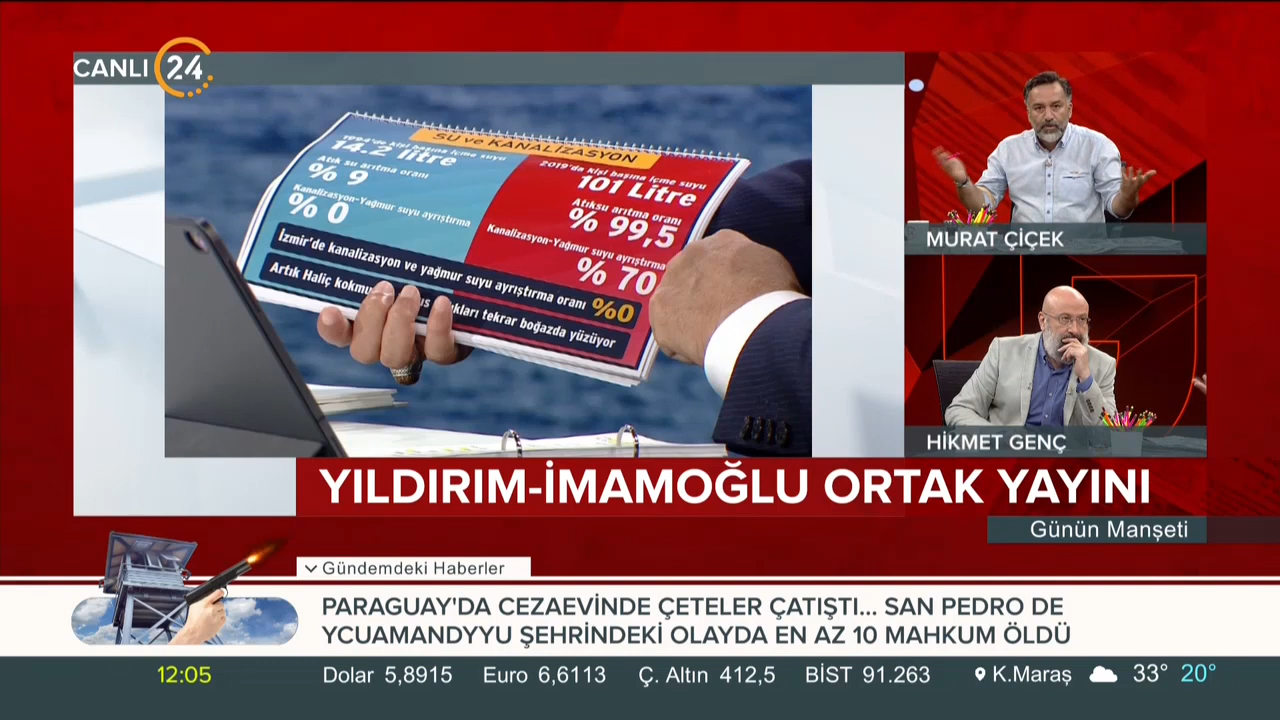 CANLI 24
SU ve KANALİZASYON
1994'de kişi başına içme suyu
14.2 litre
Atık su arıtma oranı
% 9
Kanalizasyon-Yağmur suyu ayrıştırma
% 0
2019'da kişi başına içme suyu
101 Litre
Atıksu arıtma oranı
% 99,5
Kanalizasyon-Yağmur suyu ayrıştırma
% 70
İzmir'de kanalizasyon ve yağmur suyu ayrıştırma oranı %0
Artık Haliç kokmu
ukları tekrar boğazda yüzüyor
MURAT ÇİÇEK
HİKMET GENÇ
YILDIRIM-İMAMOĞLU ORTAK YAYINI
Günün Manşeti
Gündemdeki Haberler
PARAGUAY'DA CEZAEVİNDE ÇETELER ÇATIŞTI... SAN PEDRO DE
YCUAMANDYYU ŞEHRİNDEKİ OLAYDA EN AZ 10 MAHKUM ÖLDÜ
12:05 Dolar 5,8915 Euro 6,6113 Ç. Altın 412,5 BİST 91.263 K.Maraş 33° 20°